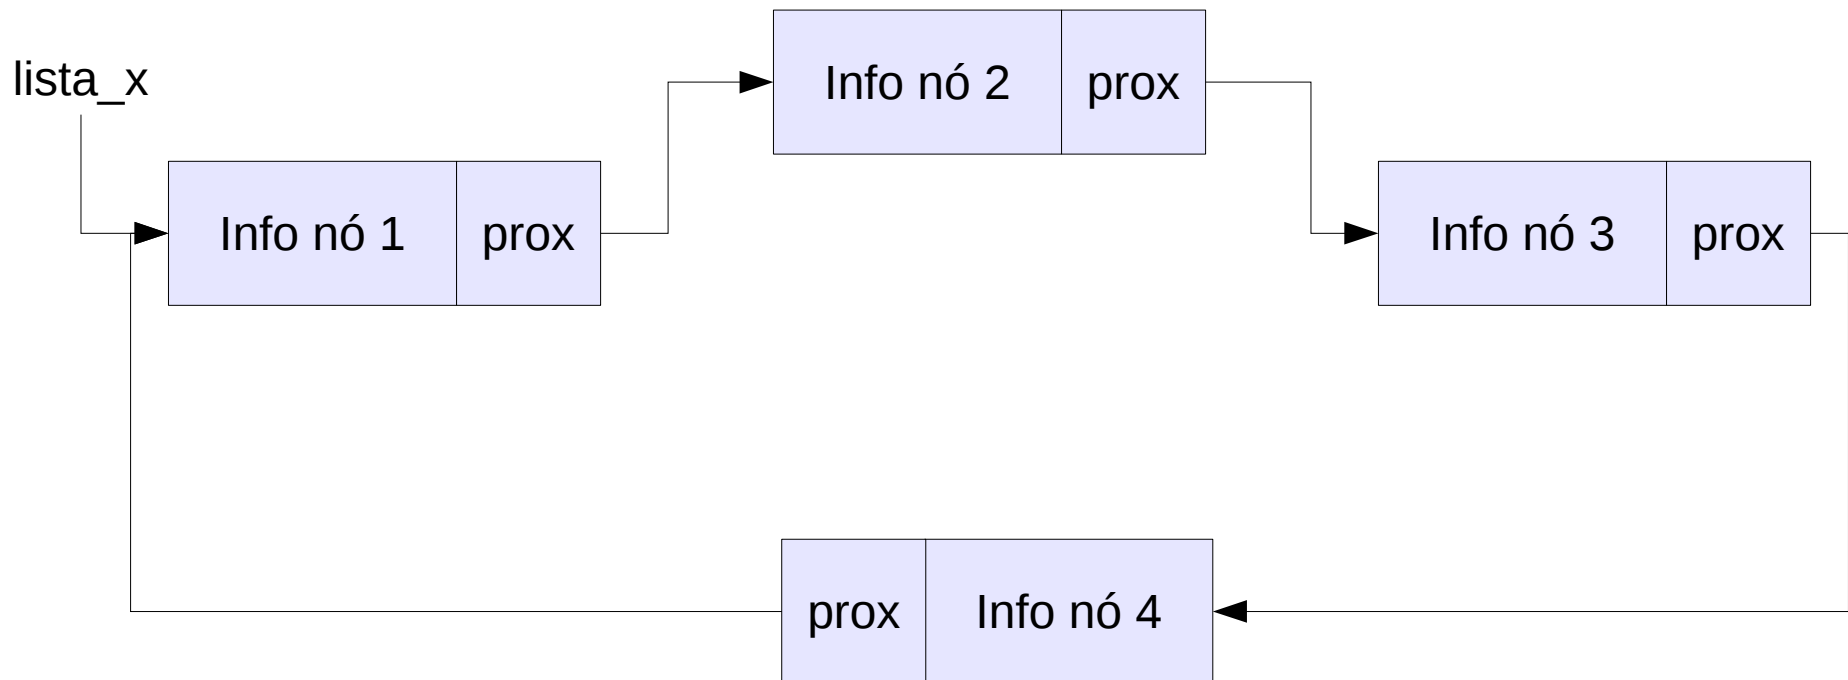 lista_x
Info nó 1
prox
Info nó 2
prox
Info nó 3
prox
prox
Info nó 4